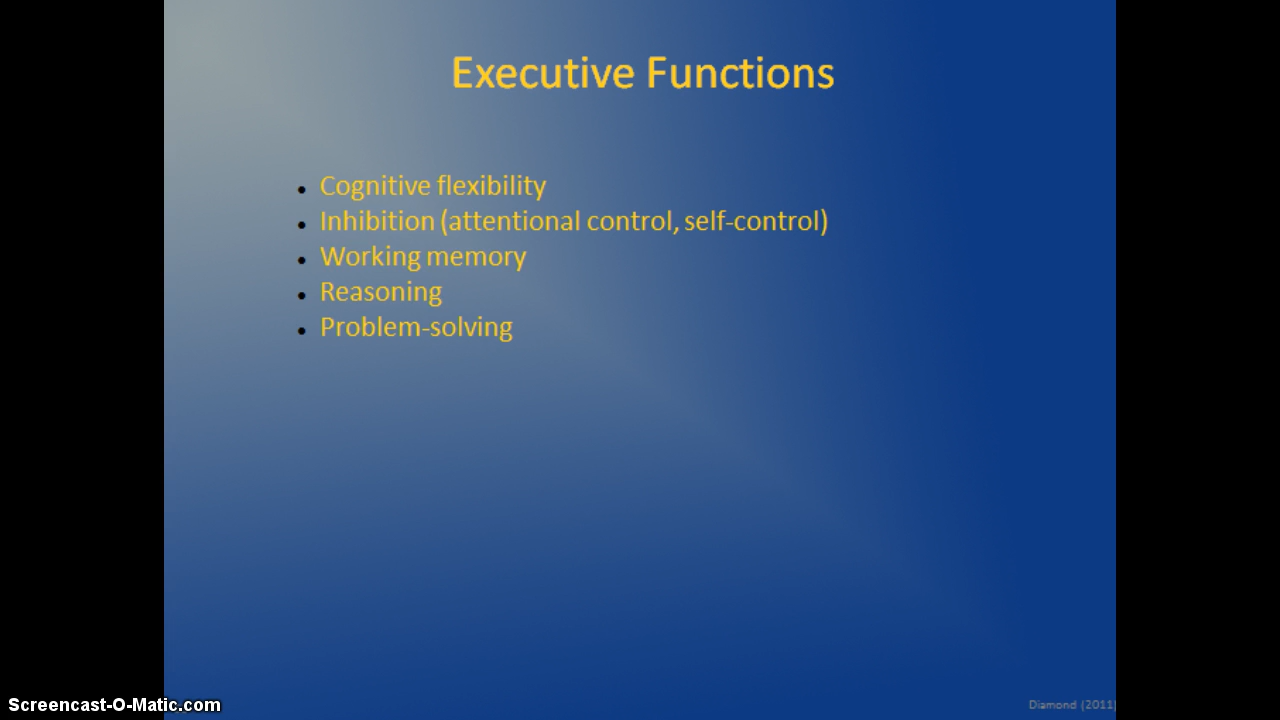 Executive Functions
• Cognitive flexibility
• Inhibition (attentional control, self-control)
• Working memory
• Reasoning
• Problem-solving
Screencast-O-Matic.com
Diamond (2011)